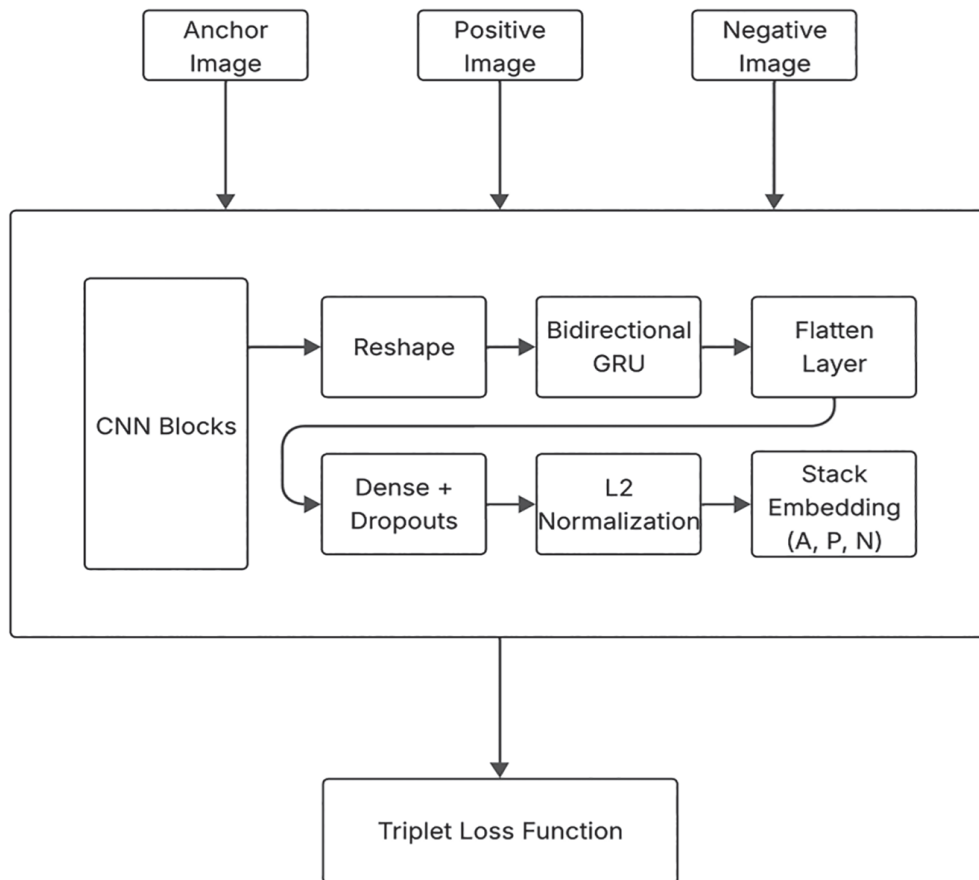 Anchor
Image
Positive
Image
Negative
Image
CNN Blocks
Reshape
Bidirectional
GRU
Flatten
Layer
Dense +
Dropouts
L2
Normalization
Stack
Embedding
(A, P, N)
Triplet Loss Function